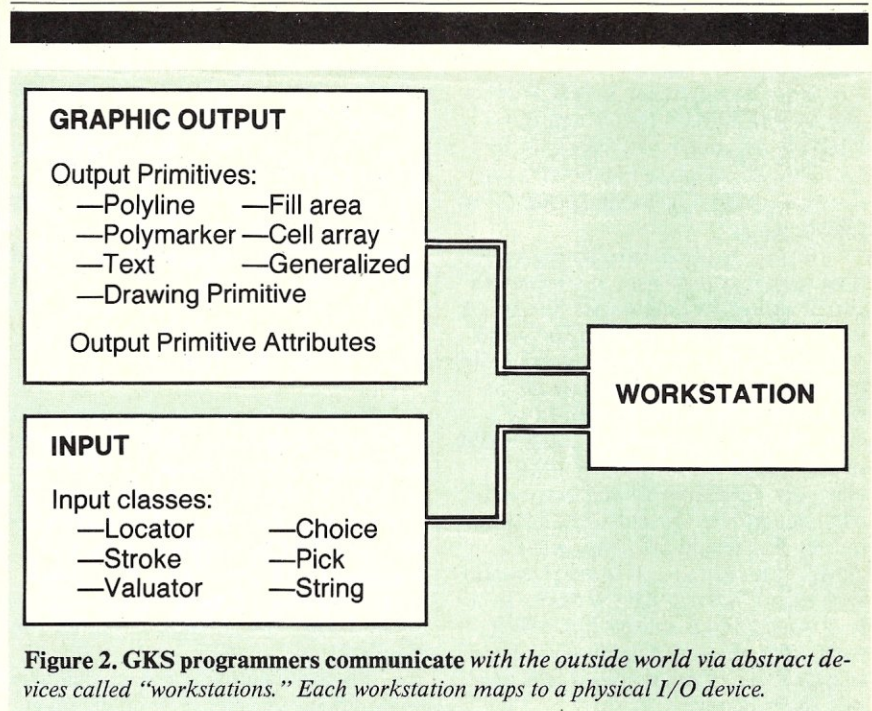 GRAPHIC OUTPUT
Output Primitives:
—Polyline —Fill area
—Polymarker —Cell array
—Text —Generalized
—Drawing Primitive
Output Primitive Attributes
INPUT
Input classes:
—Locator —Choice
—Stroke —Pick
—Valuator —String
WORKSTATION
Figure 2. GKS programmers communicate with the outside world via abstract de-
vices called “workstations.” Each workstation maps to a physical I/O device.